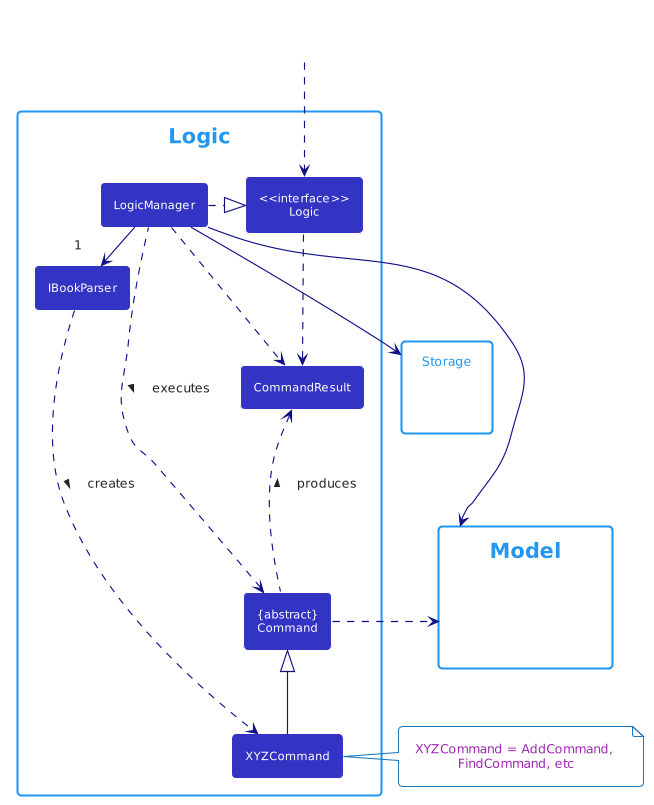 Logic
LogicManager
<<interface>>
Logic
1
IBookParser
Storage
executes
CommandResult
creates
produces
Model
{abstract}
Command
XYZCommand
XYZCommand = AddCommand,
FindCommand, etc